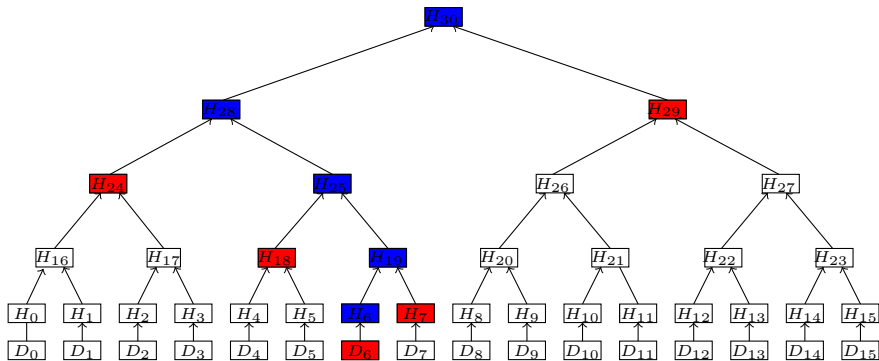 H₃₀
H₂₈ H₂₉
H₂₄ H₂₅ H₂₆ H₂₇
H₁₆ H₁₇ H₁₈ H₁₉ H₂₀ H₂₁ H₂₂ H₂₃
H₀ H₁ H₂ H₃ H₄ H₅ H₆ H₇ H₈ H₉ H₁₀ H₁₁ H₁₂ H₁₃ H₁₄ H₁₅
D₀ D₁ D₂ D₃ D₄ D₅ D₆ D₇ D₈ D₉ D₁₀ D₁₁ D₁₂ D₁₃ D₁₄ D₁₅